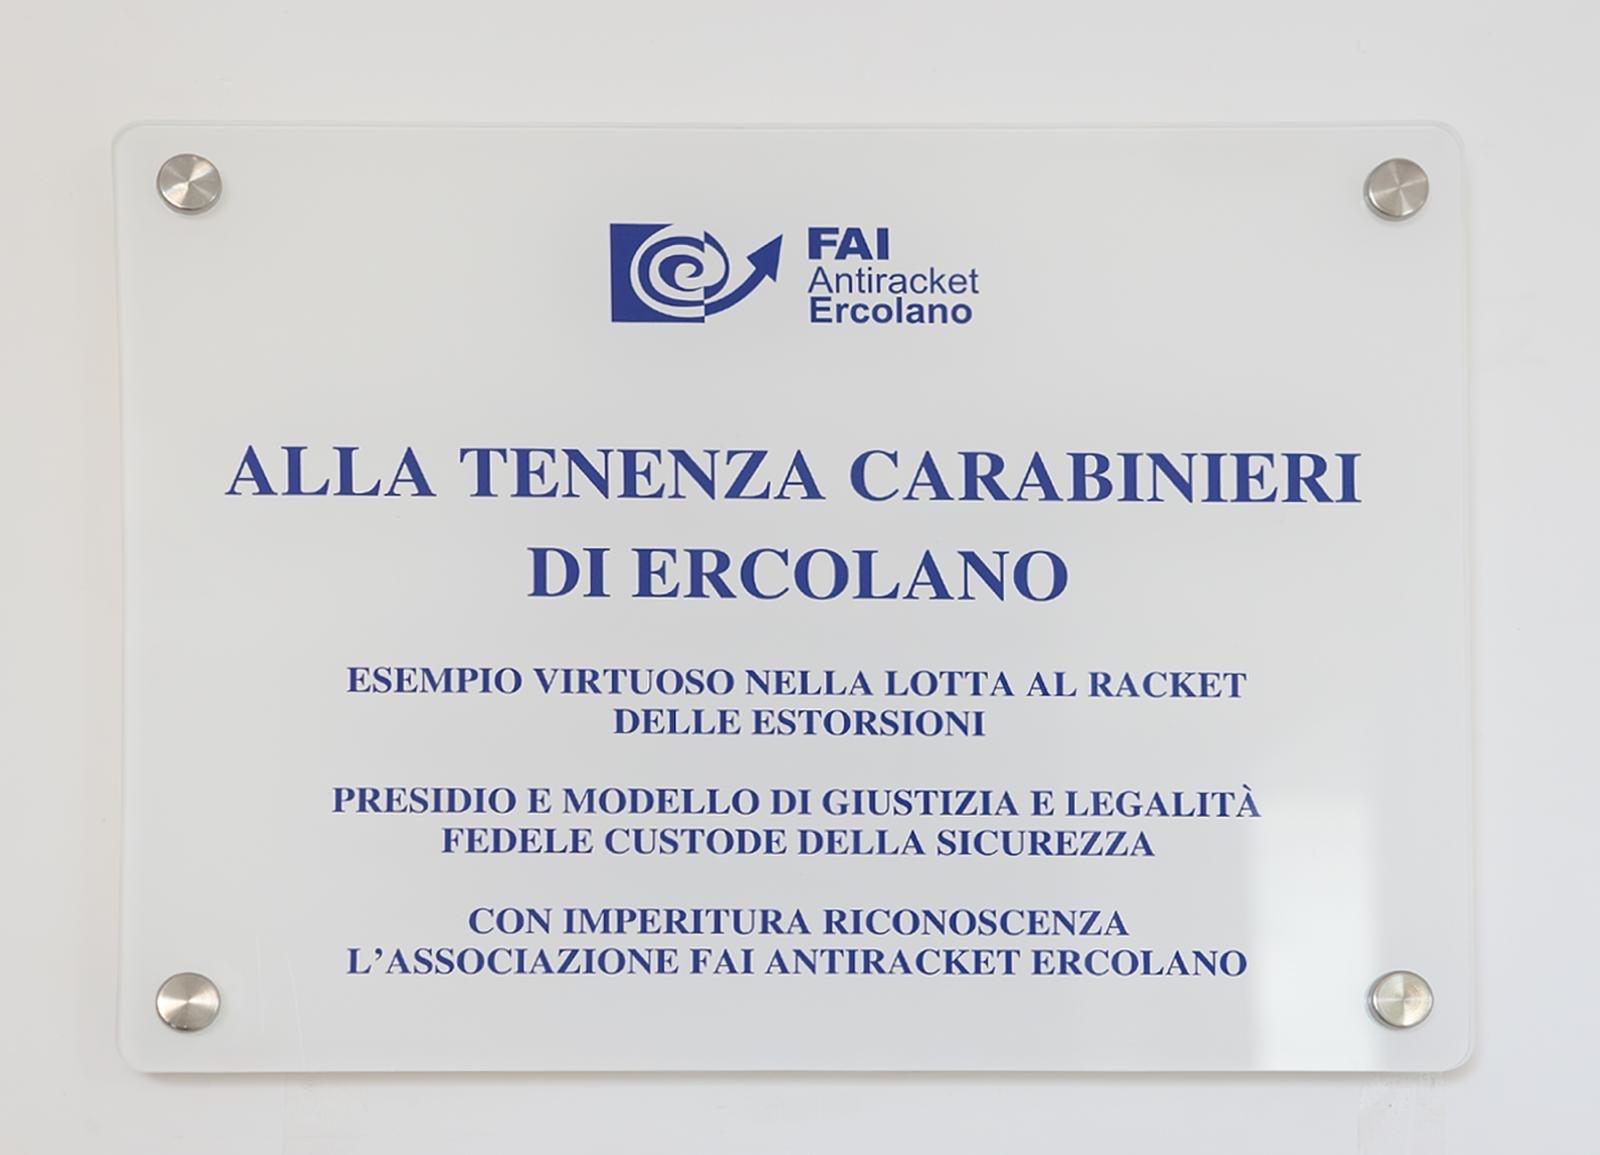 FAI
Antiracket
Ercolano
ALLA TENENZA CARABINIERI
DI ERCOLANO
ESEMPIO VIRTUOSO NELLA LOTTA AL RACKET
DELLE ESTORSIONI
PRESIDIO E MODELLO DI GIUSTIZIA E LEGALITÀ
FEDELE CUSTODE DELLA SICUREZZA
CON IMPERITURA RICONOSCENZA
L'ASSOCIAZIONE FAI ANTIRACKET ERCOLANO